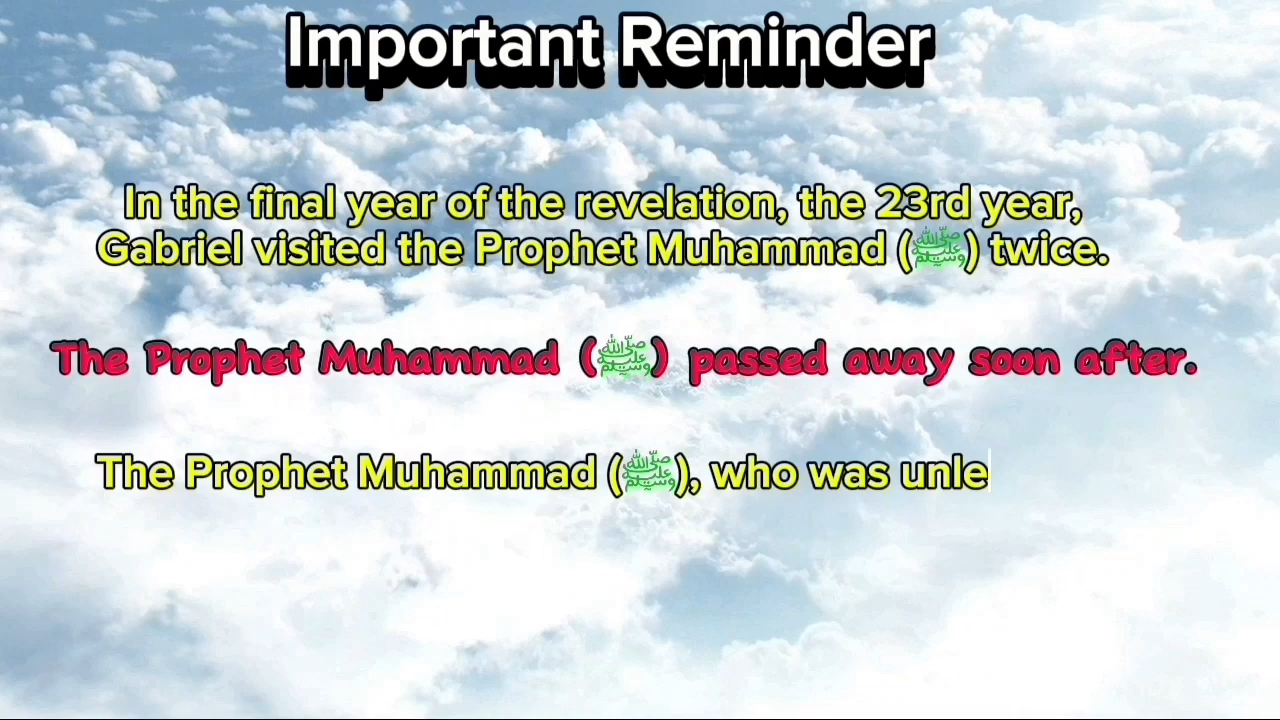 Important Reminder
In the final year of the revelation, the 23rd year,
Gabriel visited the Prophet Muhammad (ﷺ) twice.
The Prophet Muhammad (ﷺ) passed away soon after.
The Prophet Muhammad (ﷺ), who was unle